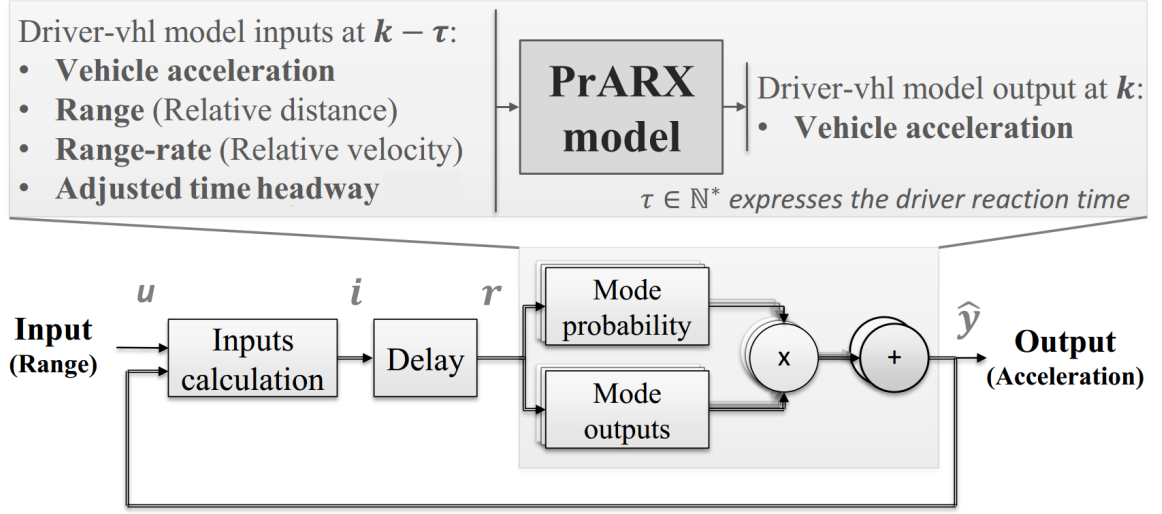 Driver-vhl model inputs at k − τ:
• Vehicle acceleration
• Range (Relative distance)
• Range-rate (Relative velocity)
• Adjusted time headway
PrARX
model
Driver-vhl model output at k:
• Vehicle acceleration
τ ∈ ℕ* expresses the driver reaction time
u
i
r
ŷ
Input
(Range)
Inputs
calculation
Delay
Mode
probability
Mode
outputs
x
+
Output
(Acceleration)